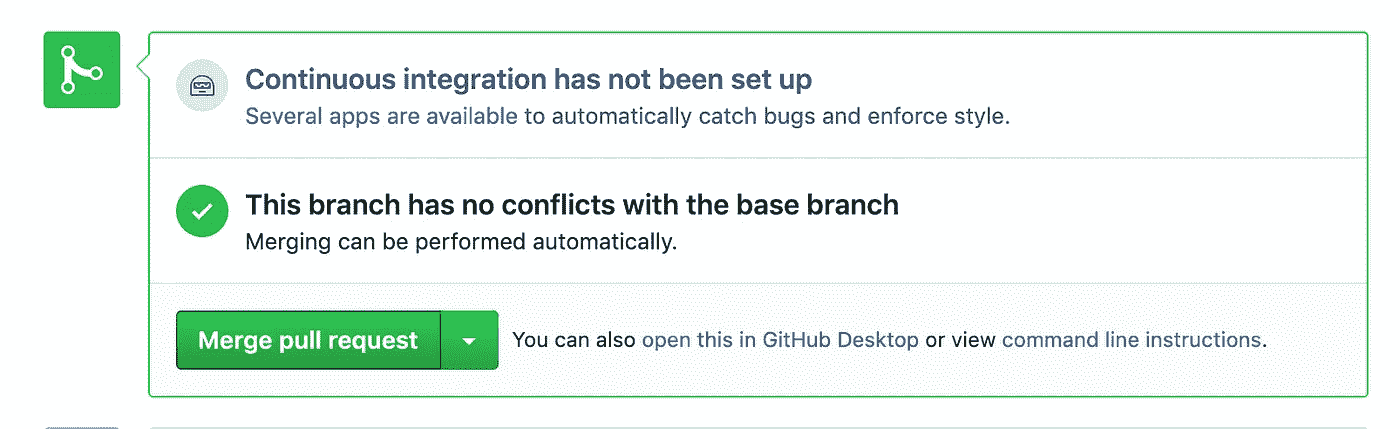 Continuous integration has not been set up
Several apps are available to automatically catch bugs and enforce style.
This branch has no conflicts with the base branch
Merging can be performed automatically.
Merge pull request You can also open this in GitHub Desktop or view command line instructions.